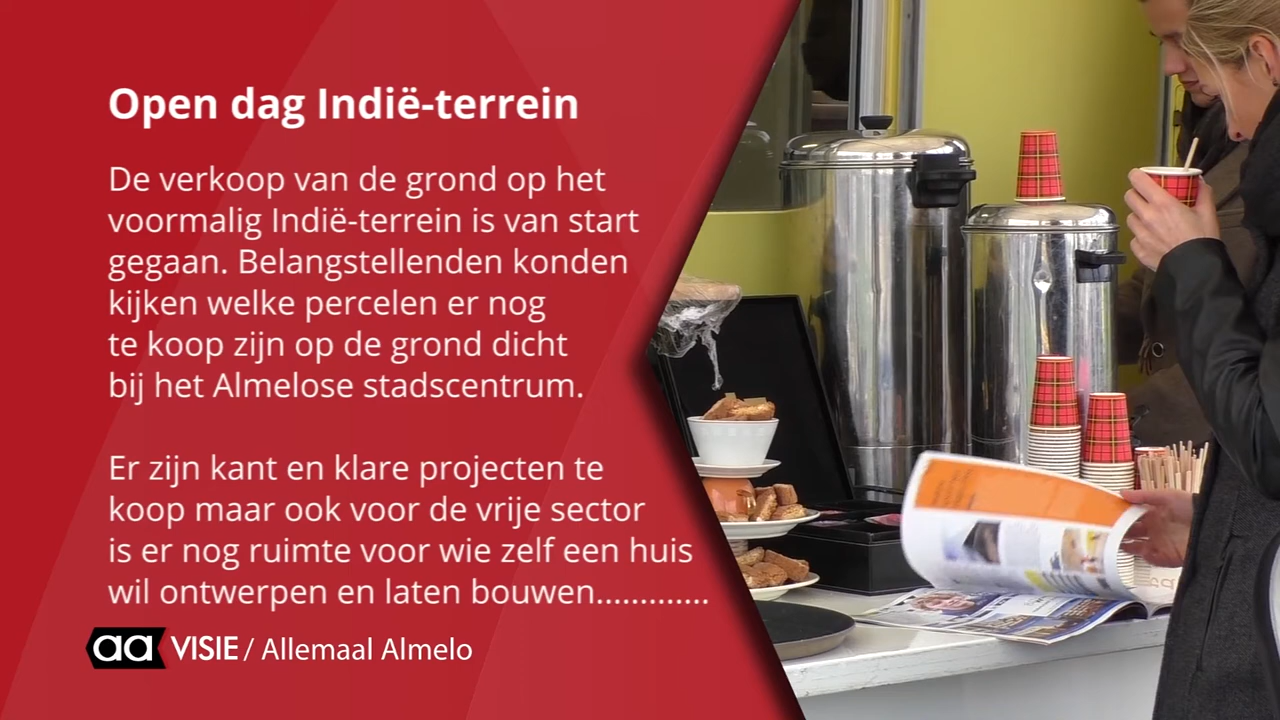 Open dag Indië-terrein
De verkoop van de grond op het
voormalig Indië-terrein is van start
gegaan. Belangstellenden konden
kijken welke percelen er nog
te koop zijn op de grond dicht
bij het Almelose stadscentrum.
Er zijn kant en klare projecten te
koop maar ook voor de vrije sector
is er nog ruimte voor wie zelf een huis
wil ontwerpen en laten bouwen.............
aa VISIE / Allemaal Almelo